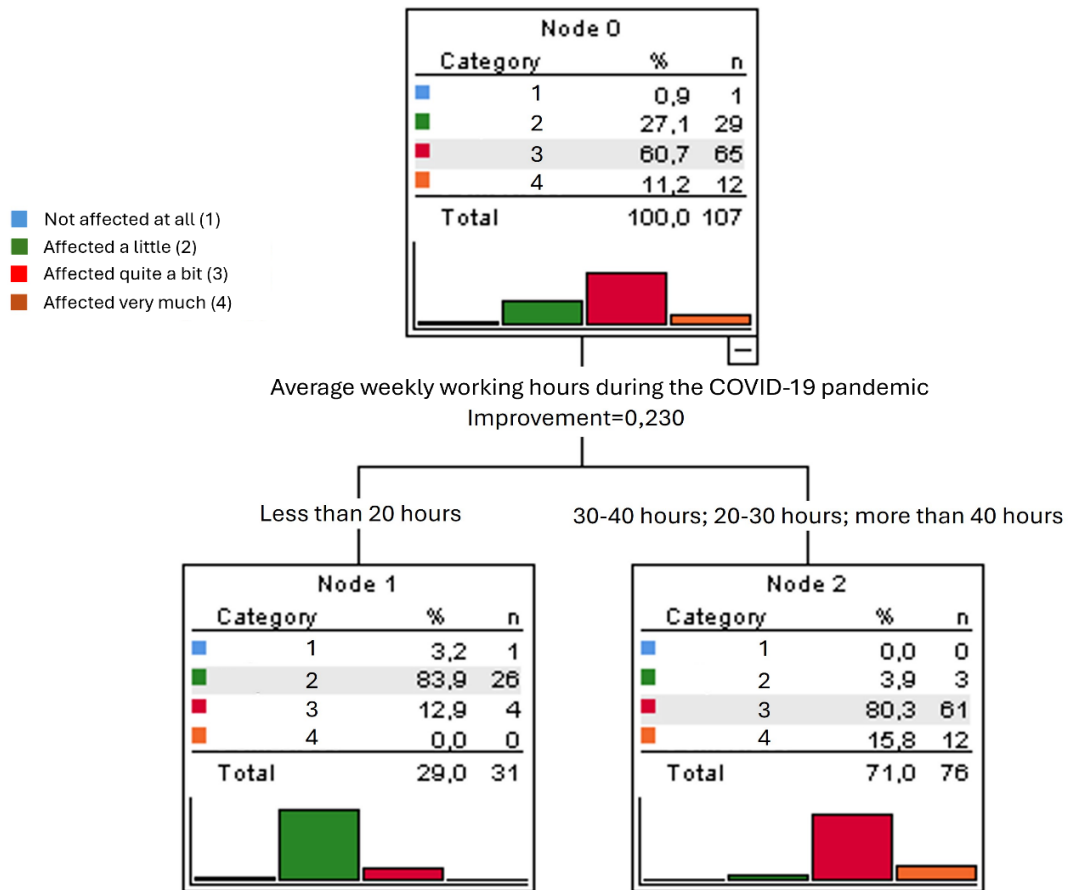 Node 0
Category % n
1 0,9 1
2 27,1 29
3 60,7 65
4 11,2 12
Total 100,0 107
Not affected at all (1)
Affected a little (2)
Affected quite a bit (3)
Affected very much (4)
Average weekly working hours during the COVID-19 pandemic
Improvement=0,230
Less than 20 hours
30-40 hours; 20-30 hours; more than 40 hours
Node 1
Category % n
1 3,2 1
2 83,9 26
3 12,9 4
4 0,0 0
Total 29,0 31
Node 2
Category % n
1 0,0 0
2 3,9 3
3 80,3 61
4 15,8 12
Total 71,0 76